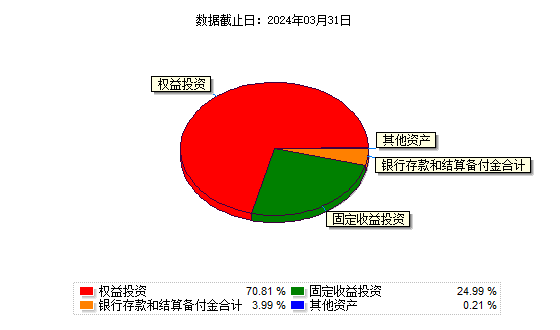 数据截止日：2024年03月31日
权益投资
其他资产
银行存款和结算备付金合计
固定收益投资
权益投资 70.81 % 固定收益投资 24.99 %
银行存款和结算备付金合计 3.99 % 其他资产 0.21 %